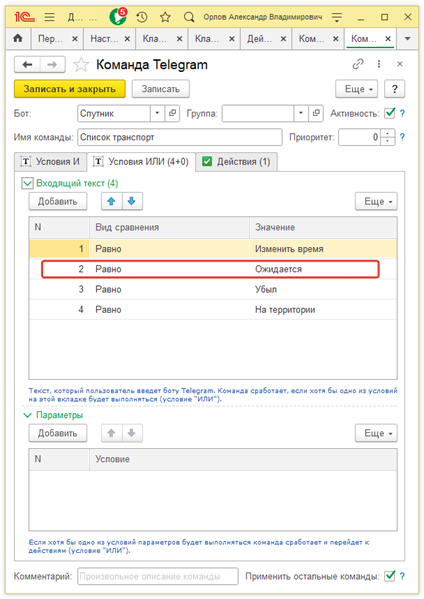 1С Д... 5 Орлов Александр Владимирович
Пер... Наст... Кла... Кла... Дей... Ком... Ком...
Команда Telegram
Записать и закрыть Записать Еще ?
Бот: Спутник Группа: Активность: ?
Имя команды: Список транспорт Приоритет: 0 ?
Условия И Условия ИЛИ (4+0) Действия (1)
Входящий текст (4)
Добавить Еще
N Вид сравнения Значение
1 Равно Изменить время
2 Равно Ожидается
3 Равно Убыл
4 Равно На территории
Текст, который пользователь введет боту Telegram. Команда сработает, если хотя бы одно из условий
на этой вкладке будет выполняться (условие "ИЛИ").
Параметры
Добавить Еще
N Условие
Если хотя бы одно из условий параметров будет выполняться команда сработает и перейдет к
действиям (условие "ИЛИ").
Комментарий: Произвольное описание команды Применить остальные команды: ?